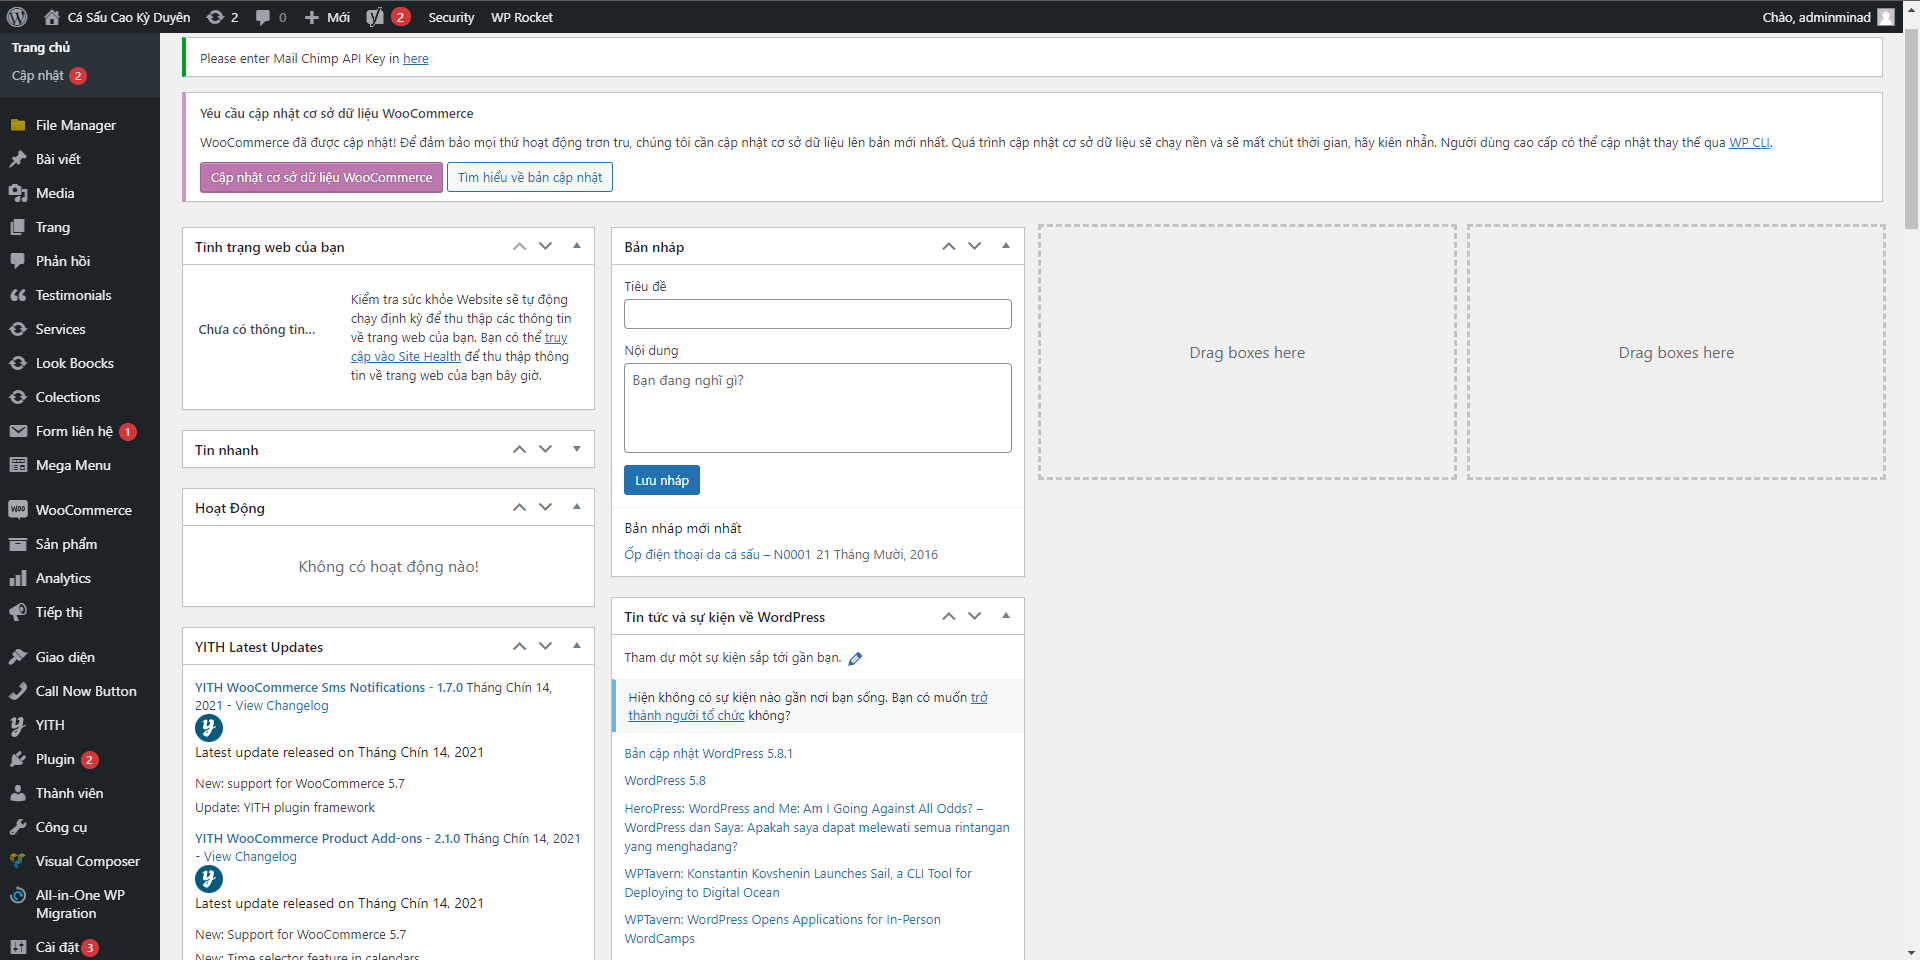 Cá Sấu Cao Kỳ Duyên
2
0
Mới
2
Security
WP Rocket
Chào, adminminad
Trang chủ
Cập nhật 2
File Manager
Bài viết
Media
Trang
Phản hồi
Testimonials
Services
Look Boocks
Colections
Form liên hệ 1
Mega Menu
WooCommerce
Sản phẩm
Analytics
Tiếp thị
Giao diện
Call Now Button
YITH
Plugin 2
Thành viên
Công cụ
Visual Composer
All-in-One WP
Migration
Cài đặt 3
Please enter Mail Chimp API Key in here
Yêu cầu cập nhật cơ sở dữ liệu WooCommerce
WooCommerce đã được cập nhật! Để đảm bảo mọi thứ hoạt động trơn tru, chúng tôi cần cập nhật cơ sở dữ liệu lên bản mới nhất. Quá trình cập nhật cơ sở dữ liệu sẽ chạy nền và sẽ mất chút thời gian, hãy kiên nhẫn. Người dùng cao cấp có thể cập nhật thay thế qua WP CLI.
Cập nhật cơ sở dữ liệu WooCommerce
Tìm hiểu về bản cập nhật
Tình trạng web của bạn
Chưa có thông tin...
Kiểm tra sức khỏe Website sẽ tự động
chạy định kỳ để thu thập các thông tin
về trang web của bạn. Bạn có thể truy
cập vào Site Health để thu thập thông
tin về trang web của bạn bây giờ.
Tin nhanh
Hoạt Động
Không có hoạt động nào!
YITH Latest Updates
YITH WooCommerce Sms Notifications - 1.7.0 Tháng Chín 14,
2021 - View Changelog
Latest update released on Tháng Chín 14, 2021
New: support for WooCommerce 5.7
Update: YITH plugin framework
YITH WooCommerce Product Add-ons - 2.1.0 Tháng Chín 14, 2021
- View Changelog
Latest update released on Tháng Chín 14, 2021
New: Support for WooCommerce 5.7
New: Time selector feature in calendars
Bản nháp
Tiêu đề
Nội dung
Bạn đang nghĩ gì?
Lưu nháp
Bản nháp mới nhất
Ốp điện thoại da cá sấu – N0001 21 Tháng Mười, 2016
Tin tức và sự kiện về WordPress
Tham dự một sự kiện sắp tới gần bạn.
Hiện không có sự kiện nào gần nơi bạn sống. Bạn có muốn trở
thành người tổ chức không?
Bản cập nhật WordPress 5.8.1
WordPress 5.8
HeroPress: WordPress and Me: Am I Going Against All Odds? –
WordPress dan Saya: Apakah saya dapat melewati semua rintangan
yang menghadang?
WPTavern: Konstantin Kovshenin Launches Sail, a CLI Tool for
Deploying to Digital Ocean
WPTavern: WordPress Opens Applications for In-Person
WordCamps
Drag boxes here
Drag boxes here